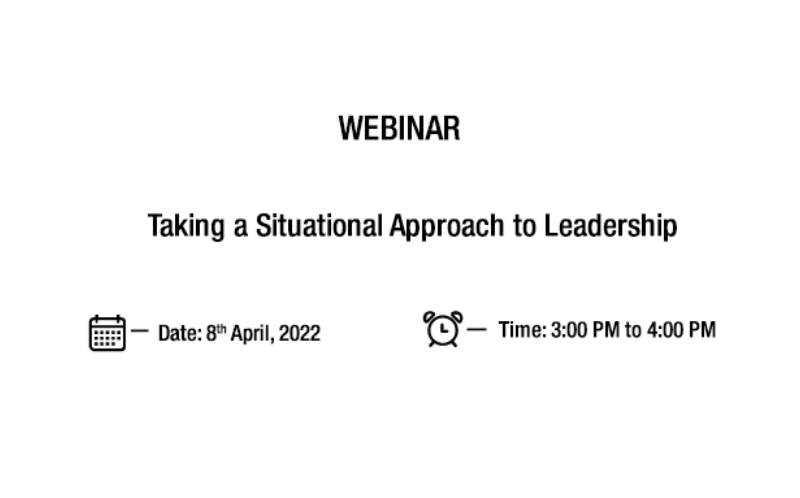 WEBINAR
Taking a Situational Approach to Leadership
Date: 8th April, 2022
Time: 3:00 PM to 4:00 PM